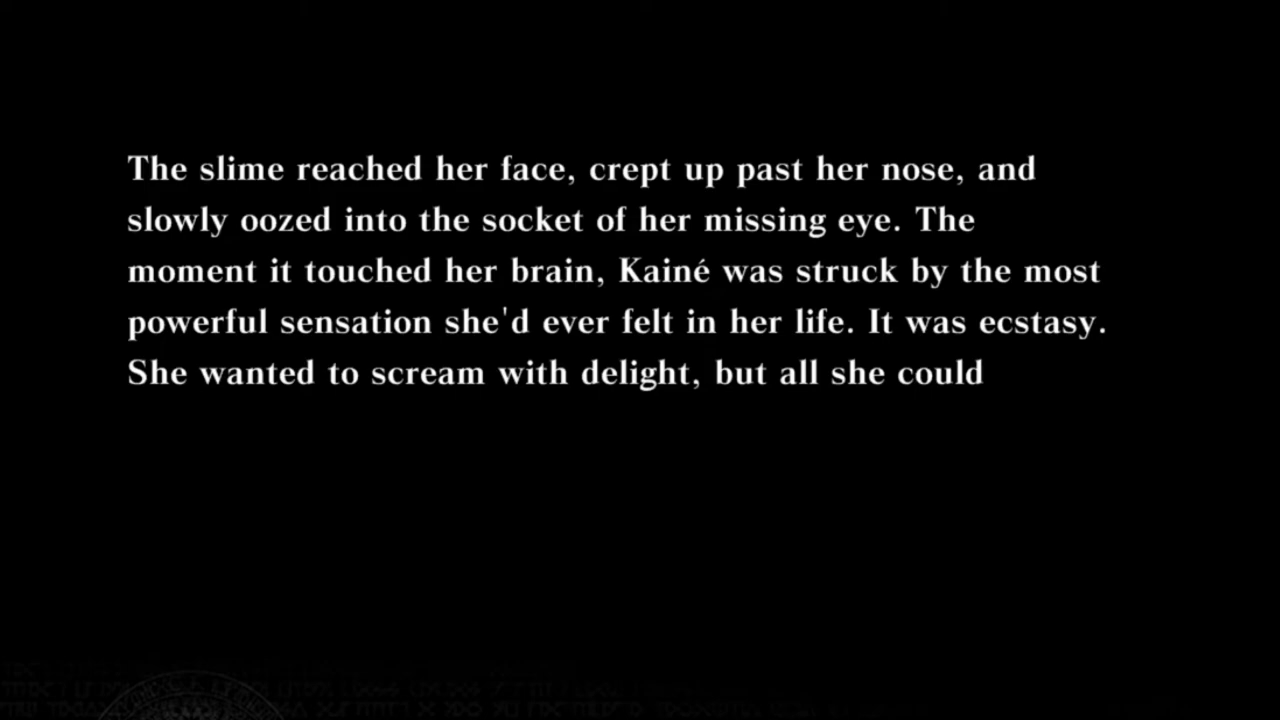 The slime reached her face, crept up past her nose, and
slowly oozed into the socket of her missing eye. The
moment it touched her brain, Kainé was struck by the most
powerful sensation she'd ever felt in her life. It was ecstasy.
She wanted to scream with delight, but all she could